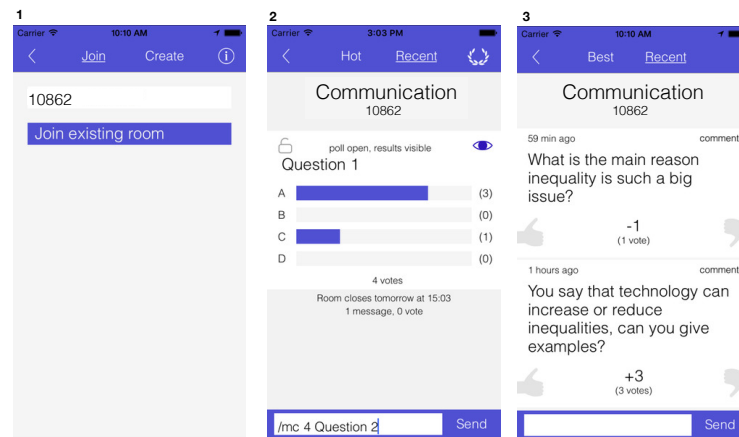 1
Carrier 10:10 AM
Join Create i
10862
Join existing room
2
Carrier 3:03 PM
Hot Recent
Communication
10862
poll open, results visible
Question 1
A (3)
B (0)
C (1)
D (0)
4 votes
Room closes tomorrow at 15:03
1 message, 0 vote
/mc 4 Question 2 Send
3
Carrier 10:10 AM
Best Recent
Communication
10862
59 min ago comment
What is the main reason
inequality is such a big
issue?
-1
(1 vote)
1 hours ago comment
You say that technology can
increase or reduce
inequalities, can you give
examples?
+3
(3 votes)
Send